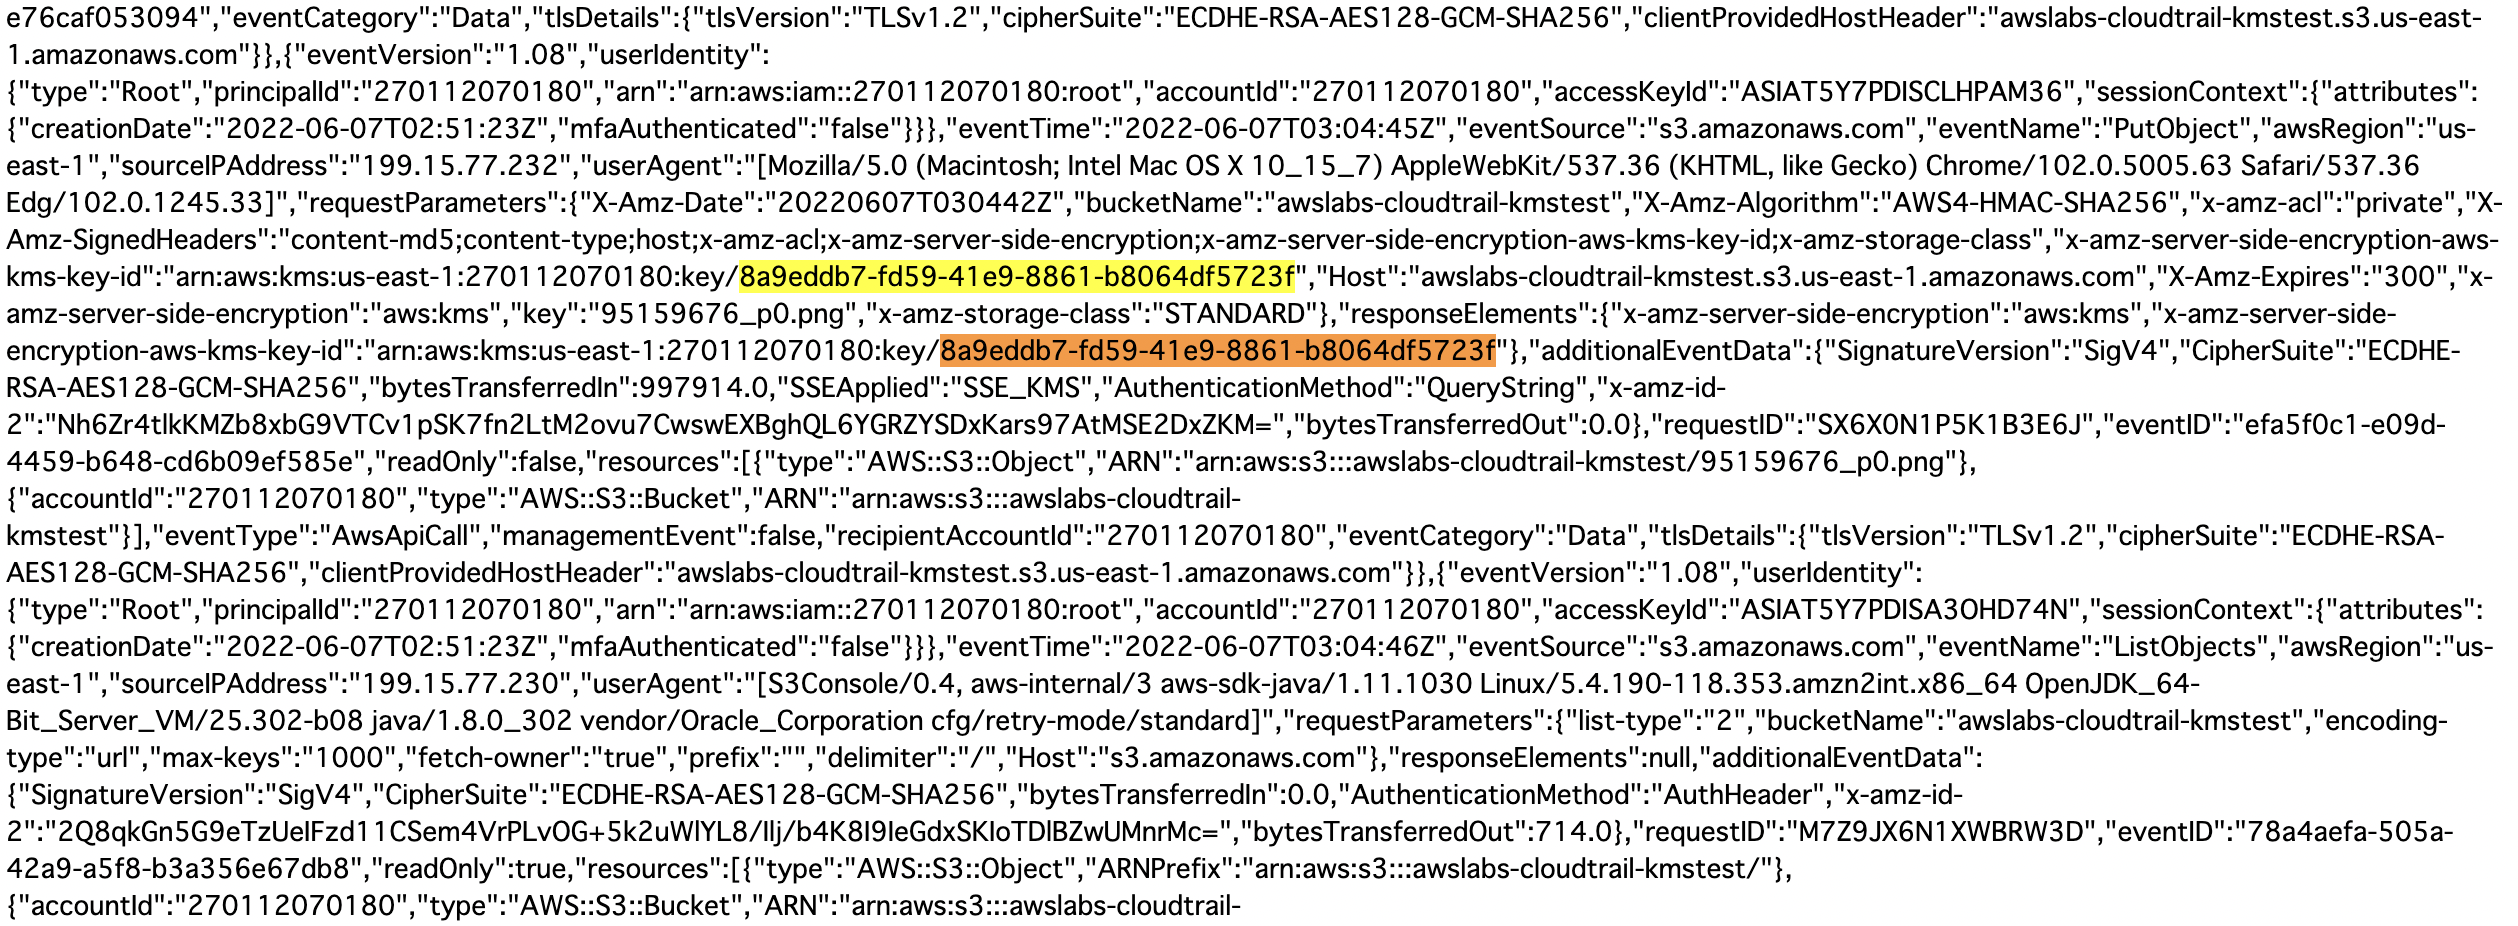 e76caf053094","eventCategory":"Data","tlsDetails":{"tlsVersion":"TLSv1.2","cipherSuite":"ECDHE-RSA-AES128-GCM-SHA256","clientProvidedHostHeader":"awslabs-cloudtrail-kmstest.s3.us-east-
1.amazonaws.com"}},{"eventVersion":"1.08","userIdentity":
{"type":"Root","principalId":"270112070180","arn":"arn:aws:iam::270112070180:root","accountId":"270112070180","accessKeyId":"ASIAT5Y7PDISCLHPAM36","sessionContext":{"attributes":
{"creationDate":"2022-06-07T02:51:23Z","mfaAuthenticated":"false"}}},"eventTime":"2022-06-07T03:04:45Z","eventSource":"s3.amazonaws.com","eventName":"PutObject","awsRegion":"us-
east-1","sourceIPAddress":"199.15.77.232","userAgent":"[Mozilla/5.0 (Macintosh; Intel Mac OS X 10_15_7) AppleWebKit/537.36 (KHTML, like Gecko) Chrome/102.0.5005.63 Safari/537.36
Edg/102.0.1245.33]","requestParameters":{"X-Amz-Date":"20220607T030442Z","bucketName":"awslabs-cloudtrail-kmstest","X-Amz-Algorithm":"AWS4-HMAC-SHA256","x-amz-acl":"private","X-
Amz-SignedHeaders":"content-md5;content-type;host;x-amz-acl;x-amz-server-side-encryption;x-amz-server-side-encryption-aws-kms-key-id;x-amz-storage-class","x-amz-server-side-encryption-aws-
kms-key-id":"arn:aws:kms:us-east-1:270112070180:key/8a9eddb7-fd59-41e9-8861-b8064df5723f","Host":"awslabs-cloudtrail-kmstest.s3.us-east-1.amazonaws.com","X-Amz-Expires":"300","x-
amz-server-side-encryption":"aws:kms","key":"95159676_p0.png","x-amz-storage-class":"STANDARD"},"responseElements":{"x-amz-server-side-encryption":"aws:kms","x-amz-server-side-
encryption-aws-kms-key-id":"arn:aws:kms:us-east-1:270112070180:key/8a9eddb7-fd59-41e9-8861-b8064df5723f"},"additionalEventData":{"SignatureVersion":"SigV4","CipherSuite":"ECDHE-
RSA-AES128-GCM-SHA256","bytesTransferredIn":997914.0,"SSEApplied":"SSE_KMS","AuthenticationMethod":"QueryString","x-amz-id-
2":"Nh6Zr4tlkKMZb8xbG9VTCv1pSK7fn2LtM2ovu7CwswEXBghQL6YGRZYSDxKars97AtMSE2DxZKM=","bytesTransferredOut":0.0},"requestID":"SX6X0N1P5K1B3E6J","eventID":"efa5f0c1-e09d-
4459-b648-cd6b09ef585e","readOnly":false,"resources":[{"type":"AWS::S3::Object","ARN":"arn:aws:s3:::awslabs-cloudtrail-kmstest/95159676_p0.png"},
{"accountId":"270112070180","type":"AWS::S3::Bucket","ARN":"arn:aws:s3:::awslabs-cloudtrail-
kmstest"}],"eventType":"AwsApiCall","managementEvent":false,"recipientAccountId":"270112070180","eventCategory":"Data","tlsDetails":{"tlsVersion":"TLSv1.2","cipherSuite":"ECDHE-RSA-
AES128-GCM-SHA256","clientProvidedHostHeader":"awslabs-cloudtrail-kmstest.s3.us-east-1.amazonaws.com"}},{"eventVersion":"1.08","userIdentity":
{"type":"Root","principalId":"270112070180","arn":"arn:aws:iam::270112070180:root","accountId":"270112070180","accessKeyId":"ASIAT5Y7PDISA3OHD74N","sessionContext":{"attributes":
{"creationDate":"2022-06-07T02:51:23Z","mfaAuthenticated":"false"}}},"eventTime":"2022-06-07T03:04:46Z","eventSource":"s3.amazonaws.com","eventName":"ListObjects","awsRegion":"us-
east-1","sourceIPAddress":"199.15.77.230","userAgent":"[S3Console/0.4, aws-internal/3 aws-sdk-java/1.11.1030 Linux/5.4.190-118.353.amzn2int.x86_64 OpenJDK_64-
Bit_Server_VM/25.302-b08 java/1.8.0_302 vendor/Oracle_Corporation cfg/retry-mode/standard]","requestParameters":{"list-type":"2","bucketName":"awslabs-cloudtrail-kmstest","encoding-
type":"url","max-keys":"1000","fetch-owner":"true","prefix":"","delimiter":"/","Host":"s3.amazonaws.com"},"responseElements":null,"additionalEventData":
{"SignatureVersion":"SigV4","CipherSuite":"ECDHE-RSA-AES128-GCM-SHA256","bytesTransferredIn":0.0,"AuthenticationMethod":"AuthHeader","x-amz-id-
2":"2Q8qkGn5G9eTzUeIFzd11CSem4VrPLvOG+5k2uWlYL8/Ilj/b4K8I9IeGdxSKIoTDlBZwUMnrMc=","bytesTransferredOut":714.0},"requestID":"M7Z9JX6N1XWBRW3D","eventID":"78a4aefa-505a-
42a9-a5f8-b3a356e67db8","readOnly":true,"resources":[{"type":"AWS::S3::Object","ARNPrefix":"arn:aws:s3:::awslabs-cloudtrail-kmstest/"},
{"accountId":"270112070180","type":"AWS::S3::Bucket","ARN":"arn:aws:s3:::awslabs-cloudtrail-